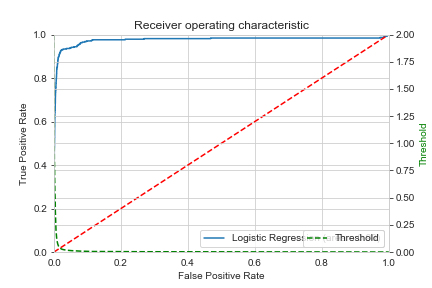 Receiver operating characteristic
1.0
0.8
0.6
0.4
0.2
0.0
True Positive Rate
2.00
1.75
1.50
1.25
1.00
0.75
0.50
0.25
0.00
Threshold
Logistic Regress
Threshold
0.0 0.2 0.4 0.6 0.8 1.0
False Positive Rate